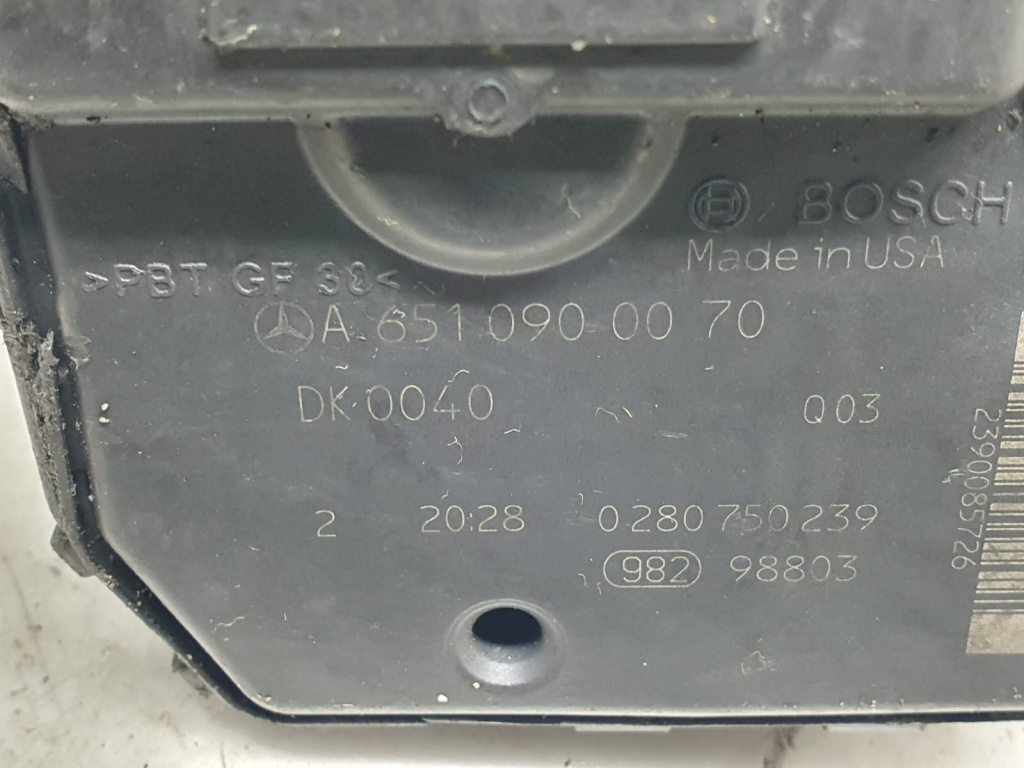 BOSCH
Made in USA
>PBT GF 30<
A 651 090 00 70
DK 0040 Q 03
2 20:28 0 280 750 239
982 98803
2390085726